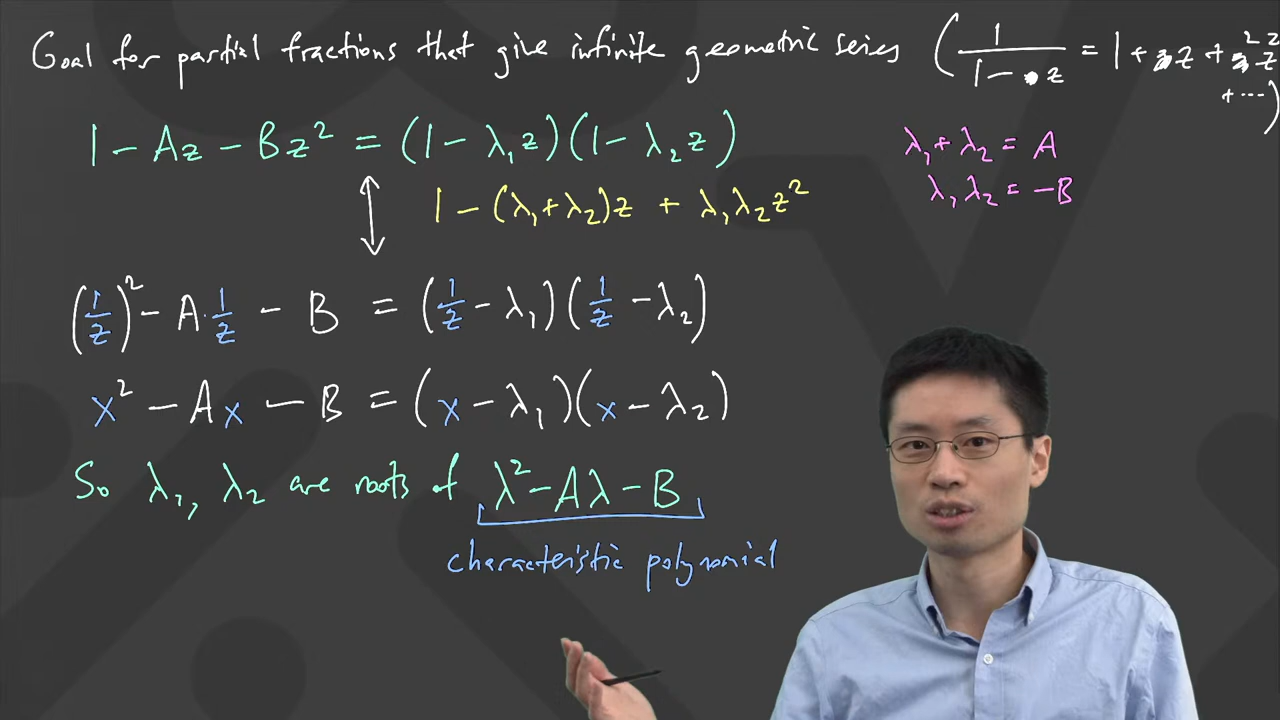 Goal for partial fractions that give infinite geometric series (1/(1-•z) = 1 + z + z² + ...)
1 - Az - Bz² = (1 - λ₁z)(1 - λ₂z)
λ₁ + λ₂ = A
λ₁λ₂ = -B
1 - (λ₁+λ₂)z + λ₁λ₂z²
(1/z)² - A·1/z - B = (1/z - λ₁)(1/z - λ₂)
x² - Ax - B = (x - λ₁)(x - λ₂)
So λ₁, λ₂ are roots of λ² - Aλ - B
characteristic polynomial